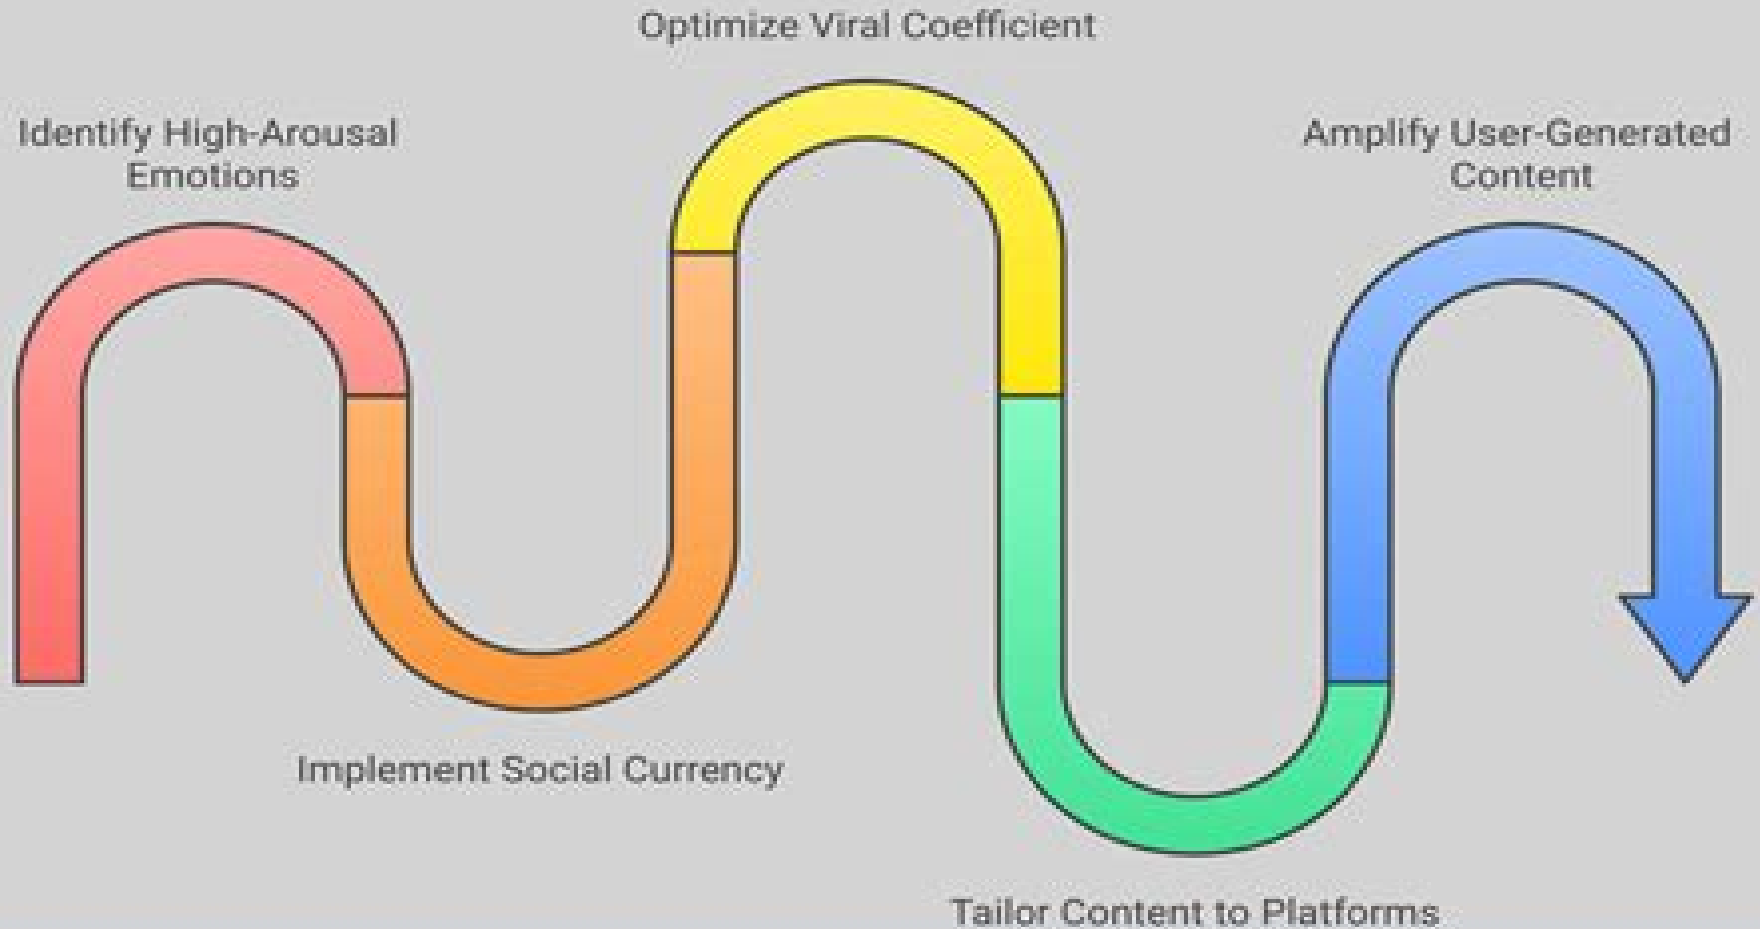 Optimize Viral Coefficient
Identify High-Arousal
Emotions
Amplify User-Generated
Content
Implement Social Currency
Tailor Content to Platforms